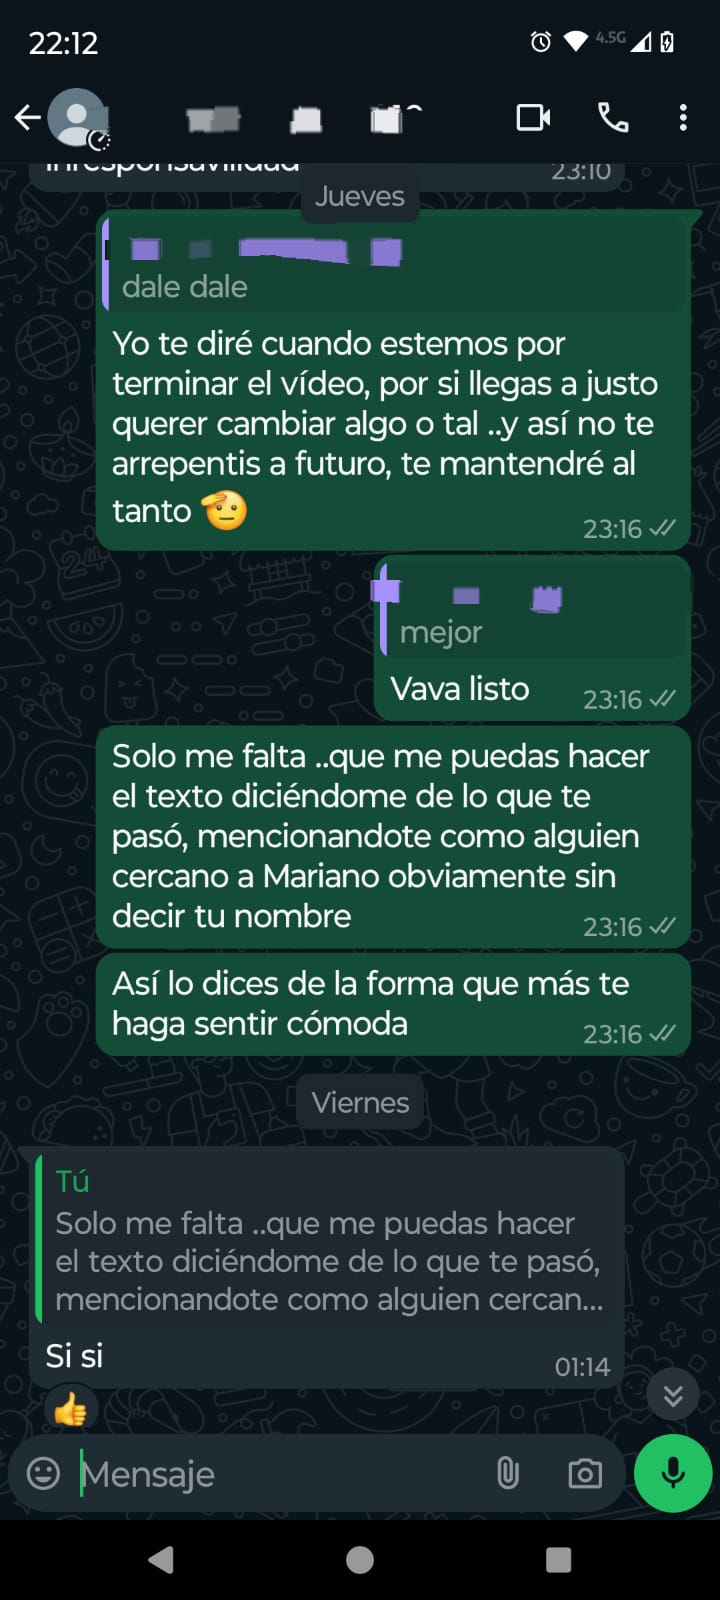 22:12
4.5G
23:10
Jueves
dale dale
Yo te diré cuando estemos por
terminar el vídeo, por si llegas a justo
querer cambiar algo o tal ..y así no te
arrepentis a futuro, te mantendré al
tanto 🫡
23:16
mejor
Vava listo
23:16
Solo me falta ..que me puedas hacer
el texto diciéndome de lo que te
pasó, mencionandote como alguien
cercano a Mariano obviamente sin
decir tu nombre
23:16
Así lo dices de la forma que más te
haga sentir cómoda
23:16
Viernes
Tú
Solo me falta ..que me puedas hacer
el texto diciéndome de lo que te pasó,
mencionandote como alguien cercan...
Si si
01:14
👍
Mensaje